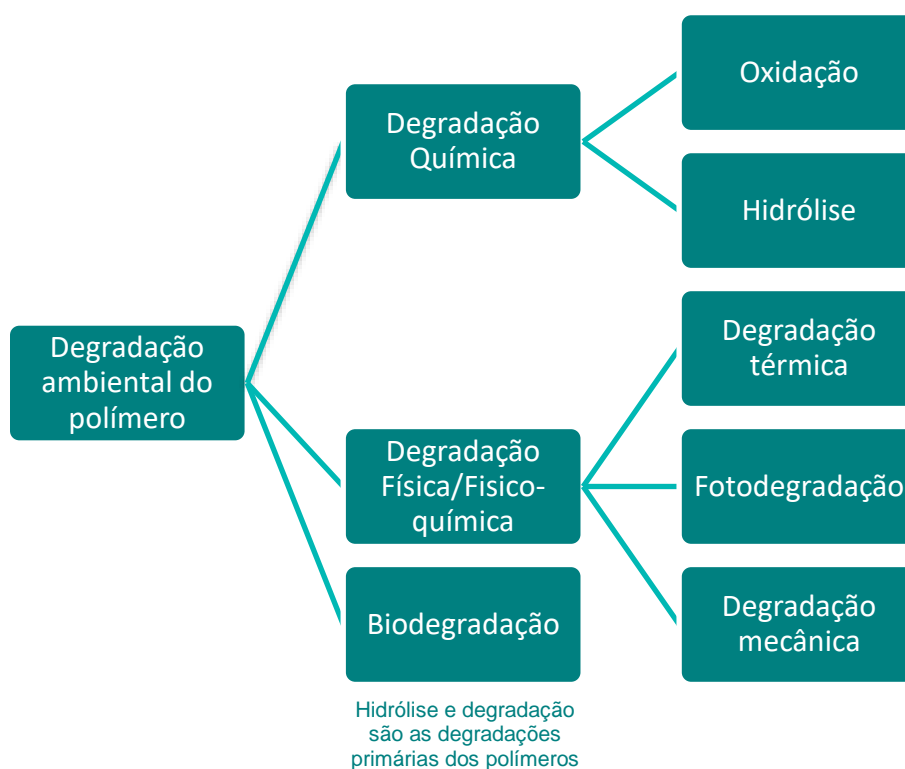 Degradação
ambiental do
polímero
Degradação
Química
Oxidação
Hidrólise
Degradação
Física/Fisico-
química
Degradação
térmica
Fotodegradação
Degradação
mecânica
Biodegradação
Hidrólise e degradação
são as degradações
primárias dos polímeros